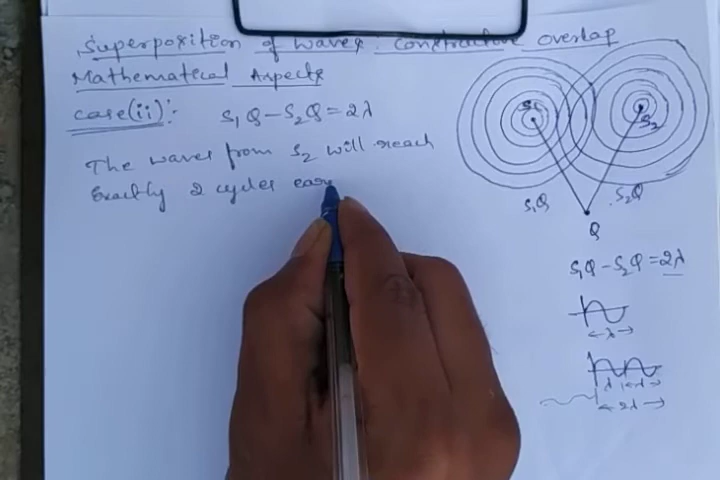 Superposition of waves. Constructive overlap
Mathematical Aspects
case(ii):- S₁Q-S₂Q=2λ
The waves from S₂ will reach
Exactly 2 cycles ear
S₁
S₂
S₁Q
S₂Q
Q
S₁Q-S₂Q=2λ
←λ→
λ ←λ→
←2λ→